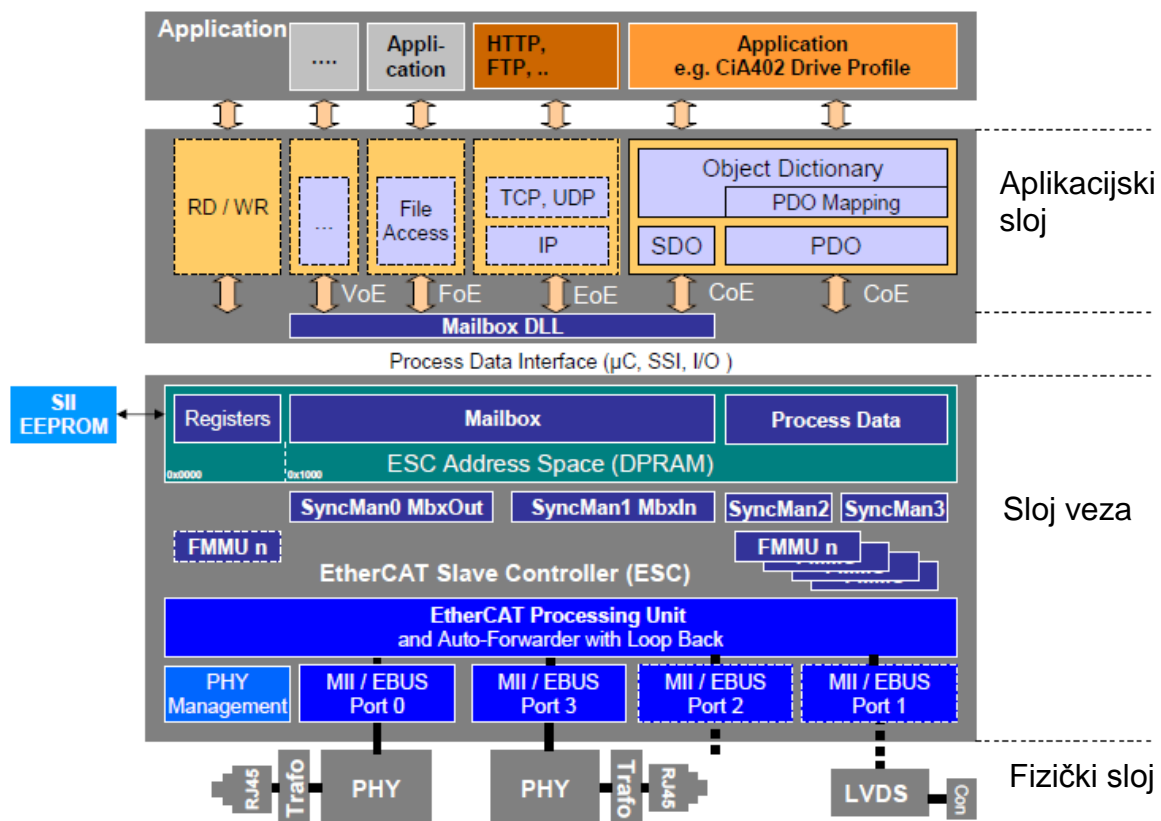 Application
....
Appli-
cation
HTTP,
FTP, ..
Application
e.g. CiA402 Drive Profile
RD / WR
...
File
Access
TCP, UDP
IP
Object Dictionary
PDO Mapping
SDO
PDO
Aplikacijski
sloj
VoE
FoE
EoE
CoE
CoE
Mailbox DLL
Process Data Interface (µC, SSI, I/O )
SII
EEPROM
Registers
Mailbox
Process Data
0x0000
0x1000
ESC Address Space (DPRAM)
SyncMan0 MbxOut
SyncMan1 MbxIn
SyncMan2
SyncMan3
Sloj veza
FMMU n
FMMU n
EtherCAT Slave Controller (ESC)
EtherCAT Processing Unit
and Auto-Forwarder with Loop Back
PHY
Management
MII / EBUS
Port 0
MII / EBUS
Port 3
MII / EBUS
Port 2
MII / EBUS
Port 1
RJ45
Trafo
PHY
PHY
Trafo
RJ45
LVDS
Con
Fizički sloj